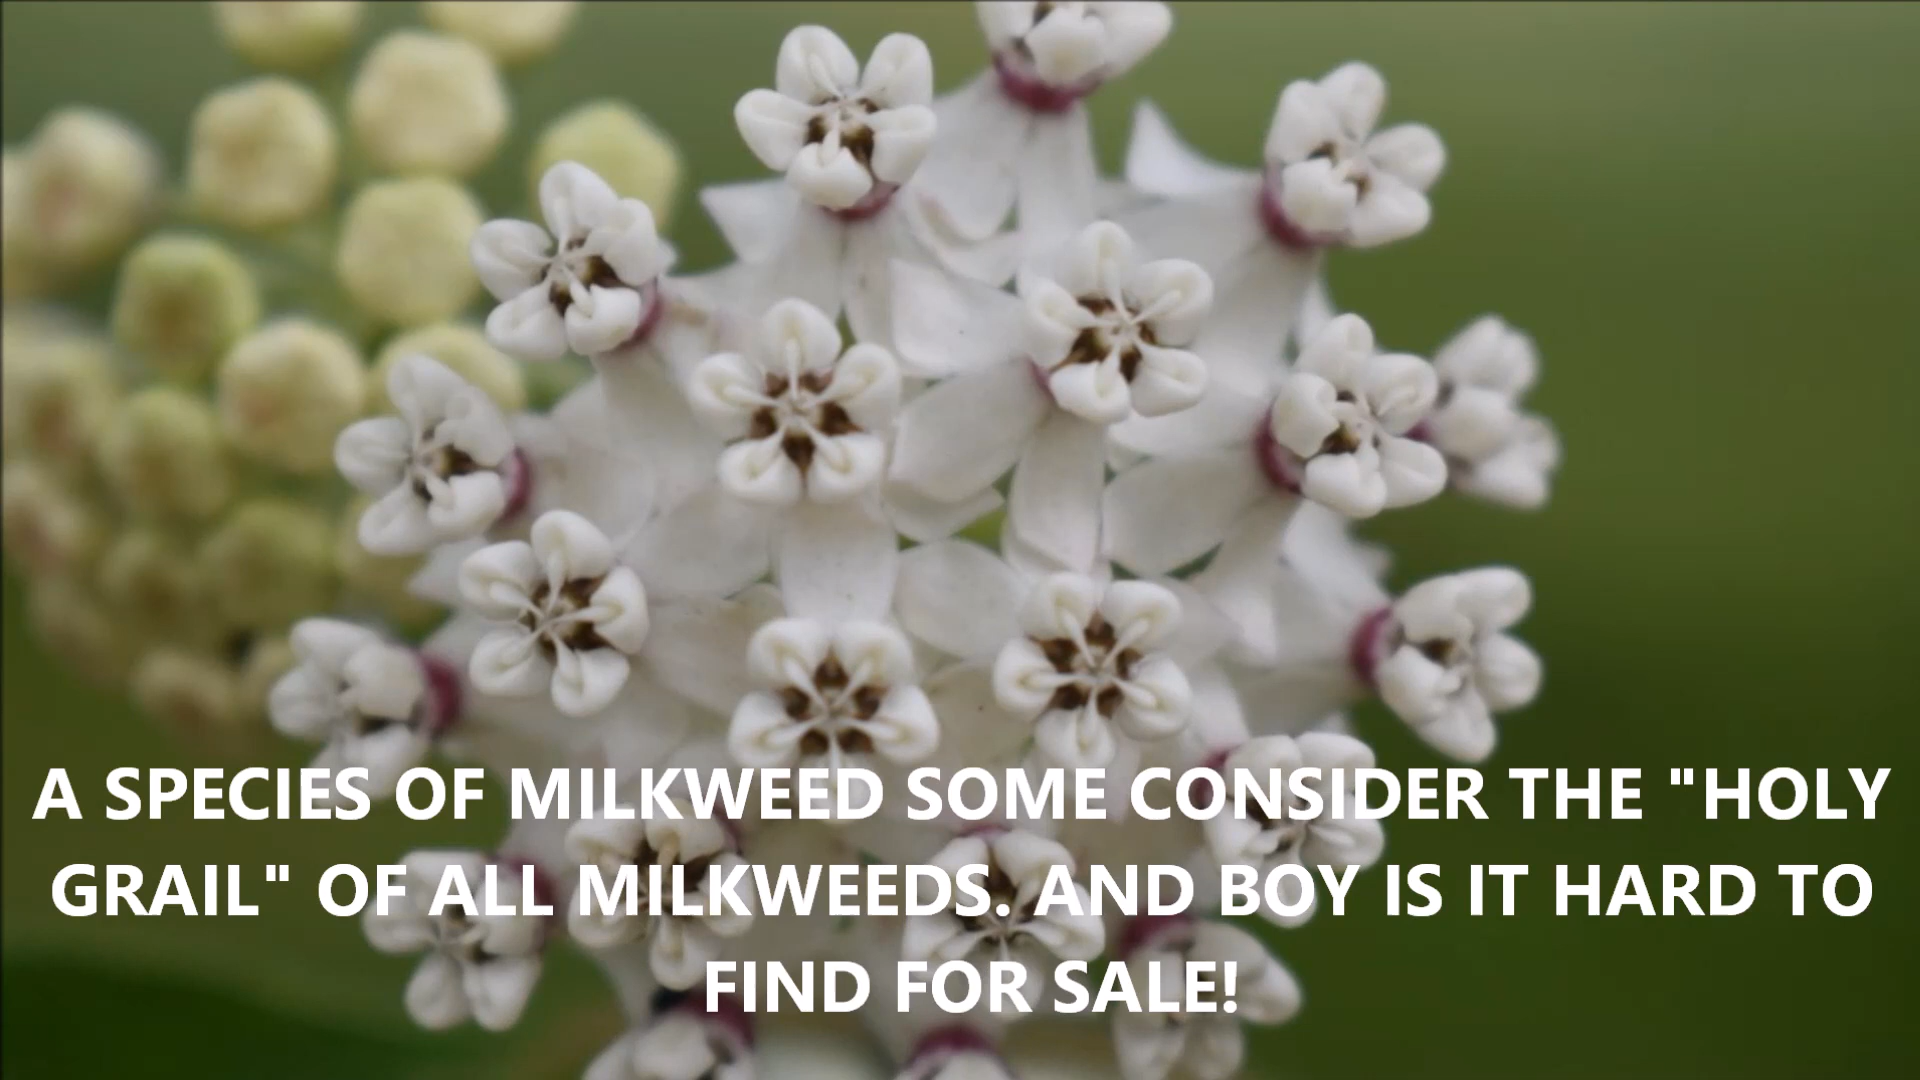 A SPECIES OF MILKWEED SOME CONSIDER THE "HOLY
GRAIL" OF ALL MILKWEEDS. AND BOY IS IT HARD TO
FIND FOR SALE!